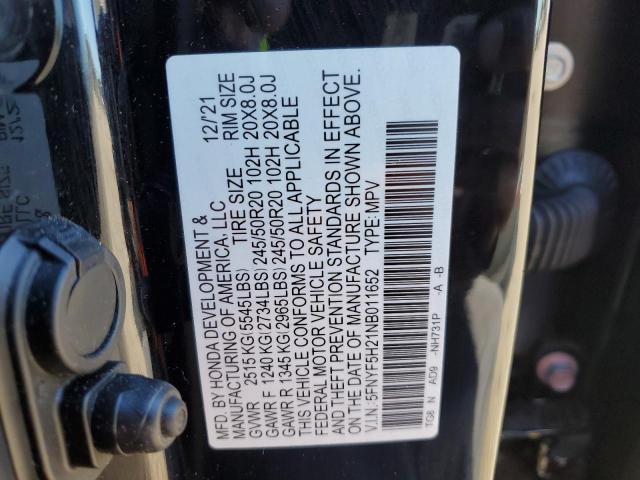 MFD. BY HONDA DEVELOPMENT &
MANUFACTURING OF AMERICA, LLC 12/'21
GVWR 2515 KG(5545LBS) TIRE SIZE RIM SIZE
GAWR F 1240 KG(2734LBS) 245/50R20 102H 20X8.0J
GAWR R 1345 KG(2965LBS) 245/50R20 102H 20X8.0J
THIS VEHICLE CONFORMS TO ALL APPLICABLE
FEDERAL MOTOR VEHICLE SAFETY
AND THEFT PREVENTION STANDARDS IN EFFECT
ON THE DATE OF MANUFACTURE SHOWN ABOVE.
V.I.N.: 5FNYF5H21NB011652 TYPE: MPV
TG8 N AD9 -NH731P -A -B